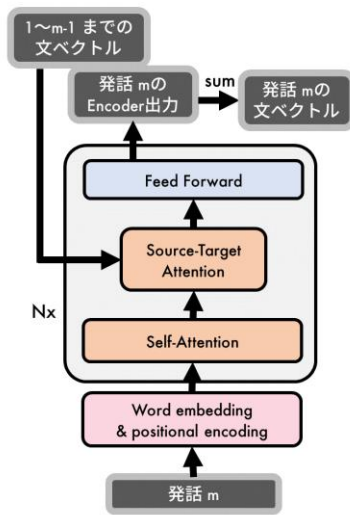 1〜m-1 までの
文ベクトル
発話 mの
Encoder出力
sum
発話 mの
文ベクトル
Feed Forward
Source-Target
Attention
Nx
Self-Attention
Word embedding
& positional encoding
発話 m